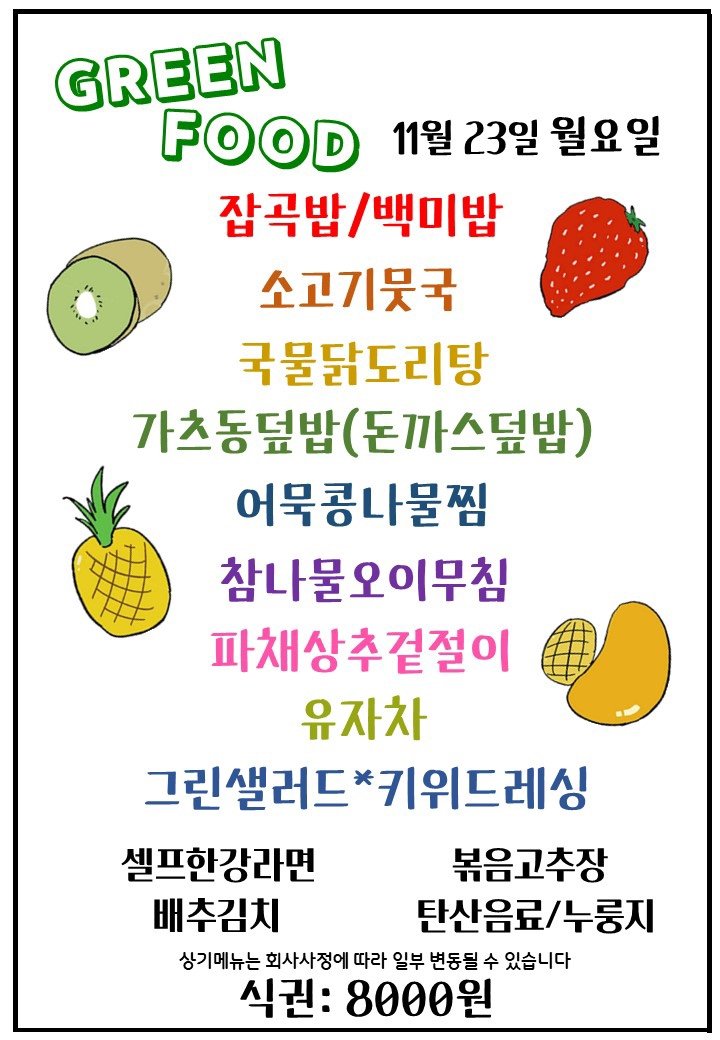 GREEN
FOOD
11월 23일 월요일
잡곡밥/백미밥
소고기뭇국
국물닭도리탕
가츠동덮밥(돈까스덮밥)
어묵콩나물찜
참나물오이무침
파채상추겉절이
유자차
그린샐러드*키위드레싱
셀프한강라면 볶음고추장
배추김치 탄산음료/누룽지
상기메뉴는 회사사정에 따라 일부 변동될 수 있습니다
식권: 8000원